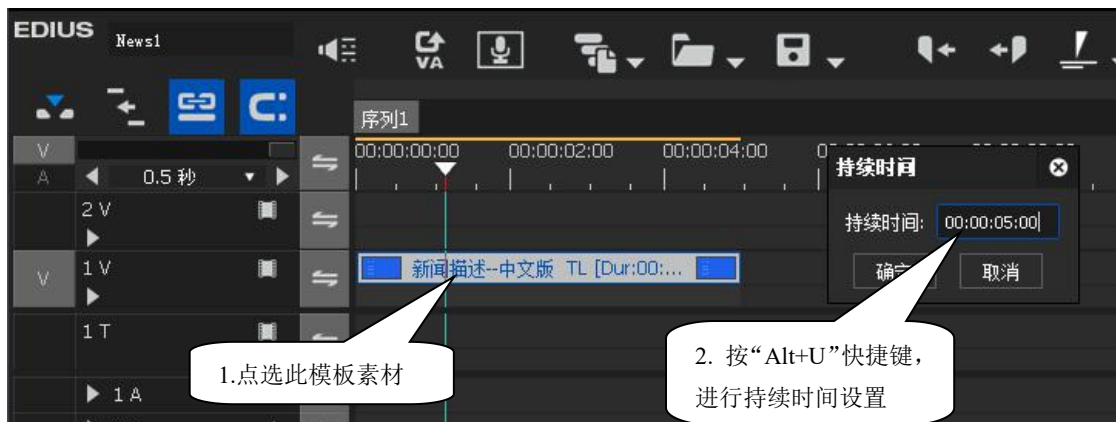 EDIUS
News1
VA
序列1
V
A
0.5 秒
00:00:00:00
00:00:02:00
00:00:04:00
2 V
V
1 V
新闻描述--中文版 TL [Dur:00:...
1 T
1 A
持续时间
持续时间:
00:00:05:00
取消
1.点选此模板素材
2. 按“Alt+U”快捷键,
进行持续时间设置